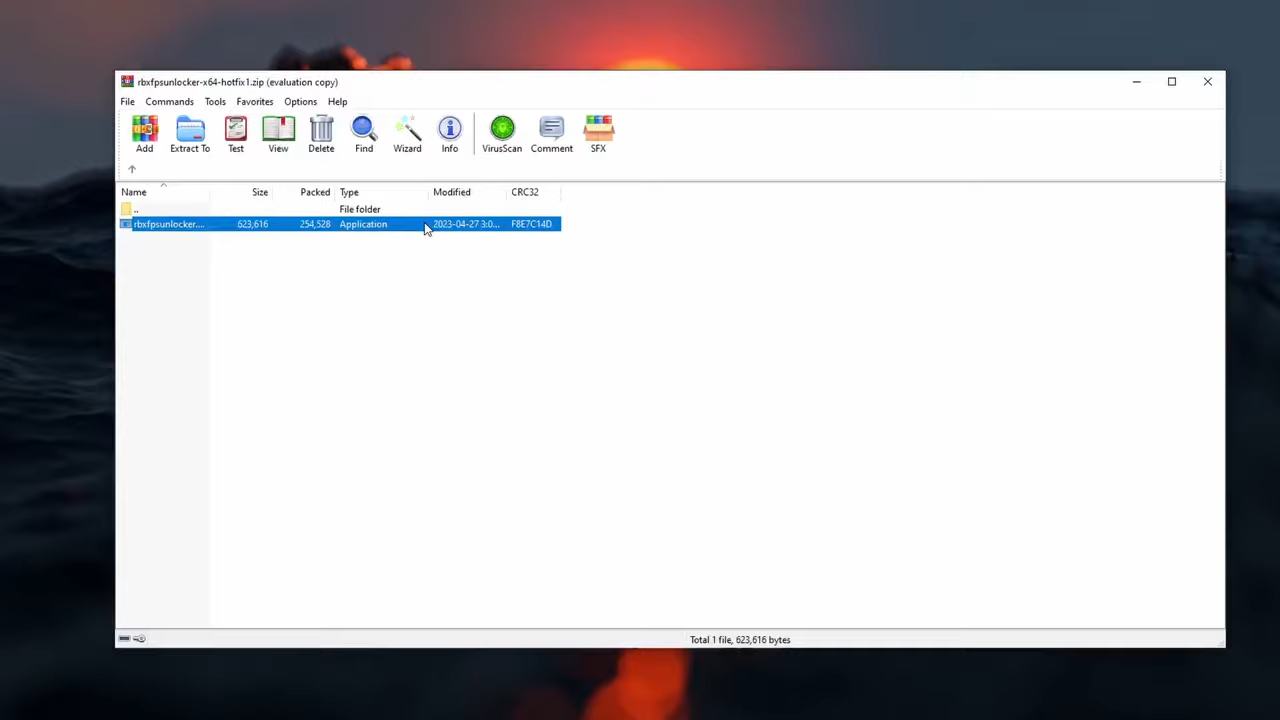 rbxfpsunlocker-x64-hotfix1.zip (evaluation copy)
File Commands Tools Favorites Options Help
Add Extract To Test View Delete Find Wizard Info VirusScan Comment SFX
Name Size Packed Type Modified CRC32
.. File folder
rbxfpsunlocker.... 623,616 254,528 Application 2023-04-27 3:0... F8E7C14D
Total 1 file, 623,616 bytes